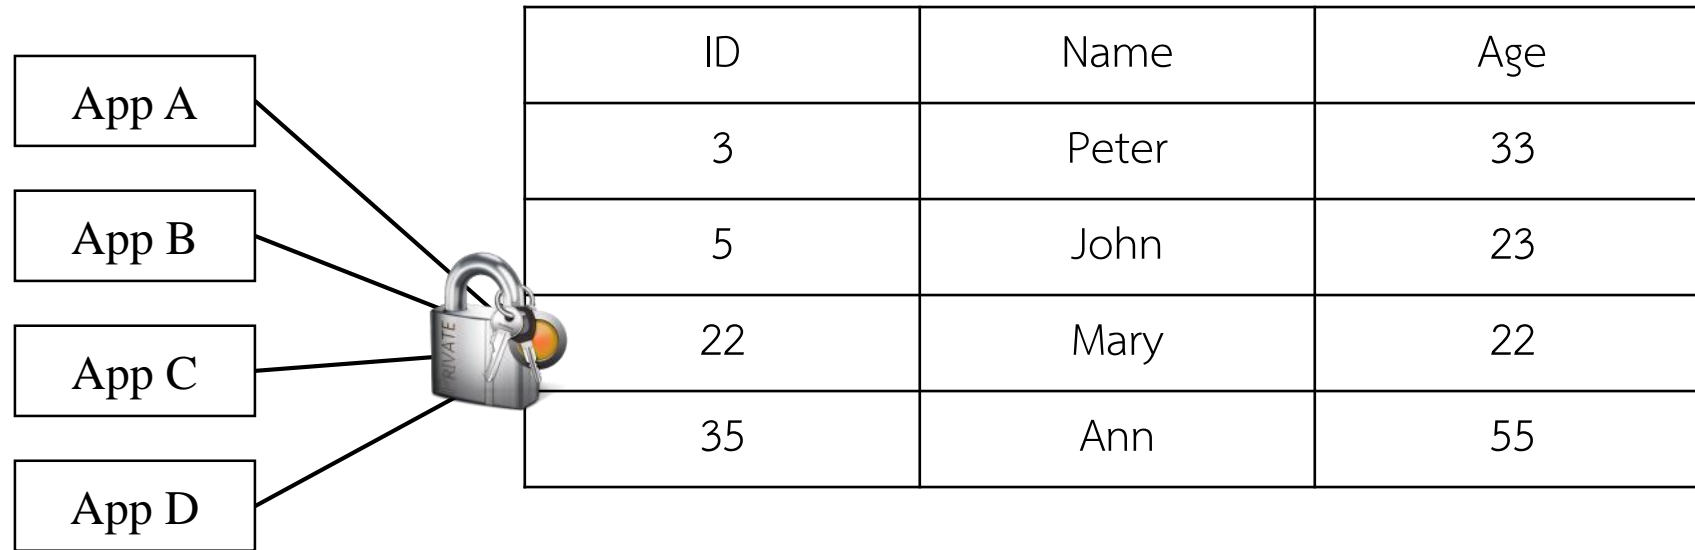 App A
App B
App C
App D
PRIVATE
ID Name Age
3 Peter 33
5 John 23
22 Mary 22
35 Ann 55